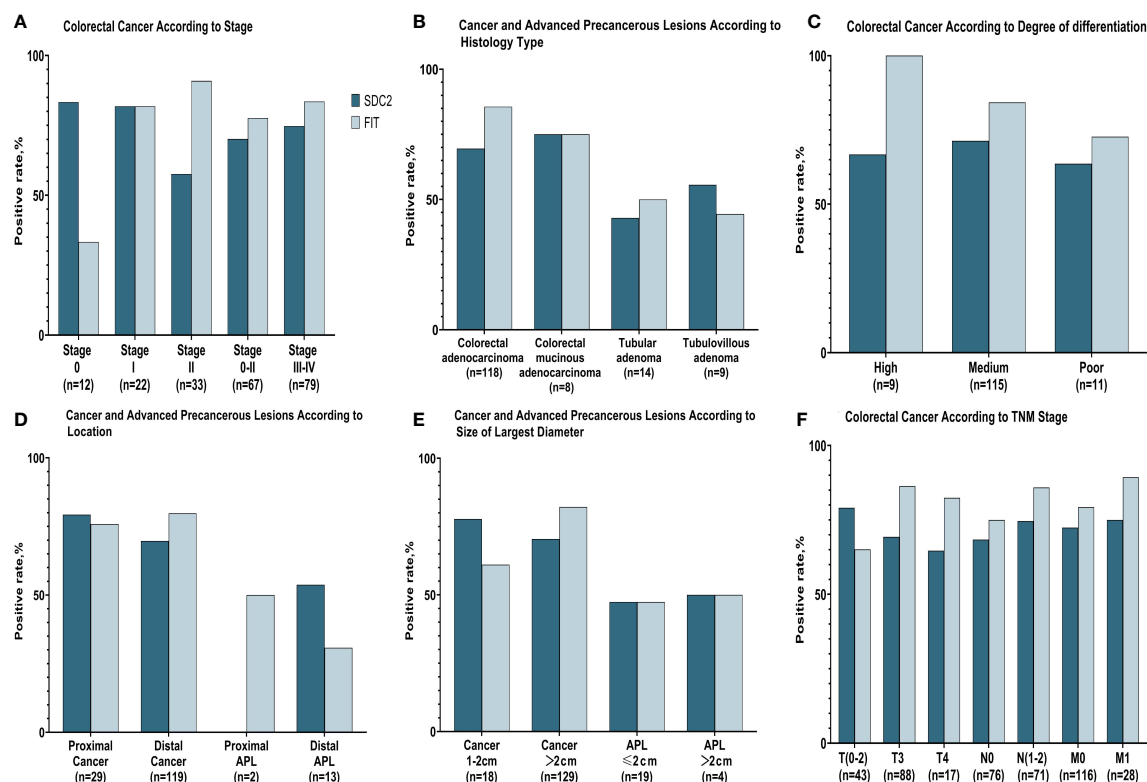 A
Colorectal Cancer According to Stage
Positive rate,%
100
50
0
Stage
0
(n=12)
Stage
I
(n=22)
Stage
II
(n=33)
Stage
0-II
(n=67)
Stage
III-IV
(n=79)
SDC2
FIT
B
Cancer and Advanced Precancerous Lesions According to
Histology Type
Positive rate,%
100
50
0
Colorectal
adenocarcinoma
(n=118)
Colorectal
mucinous
adenocarcinoma
(n=8)
Tubular
adenoma
(n=14)
Tubulovillous
adenoma
(n=9)
C
Colorectal Cancer According to Degree of differentiation
Positive rate,%
100
50
0
High
(n=9)
Medium
(n=115)
Poor
(n=11)
D
Cancer and Advanced Precancerous Lesions According to
Location
Positive rate,%
100
50
0
Proximal
Cancer
(n=29)
Distal
Cancer
(n=119)
Proximal
APL
(n=2)
Distal
APL
(n=13)
E
Cancer and Advanced Precancerous Lesions According to
Size of Largest Diameter
Positive rate,%
100
50
0
Cancer
1-2cm
(n=18)
Cancer
>2cm
(n=129)
APL
⩽2cm
(n=19)
APL
>2cm
(n=4)
F
Colorectal Cancer According to TNM Stage
Positive rate,%
100
50
0
T(0-2)
(n=43)
T3
(n=88)
T4
(n=17)
N0
(n=76)
N(1-2)
(n=71)
M0
(n=116)
M1
(n=28)